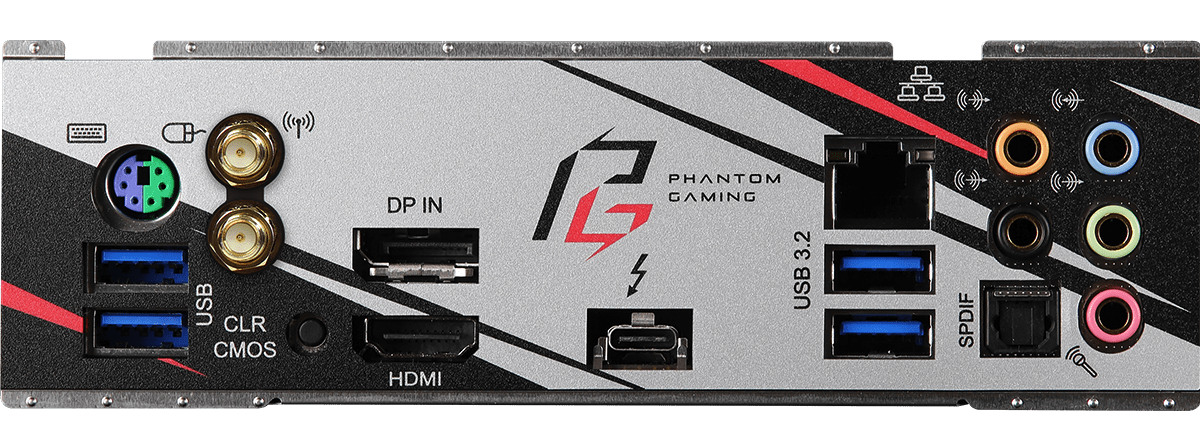 DP IN
PHANTOM
GAMING
USB
CLR
CMOS
HDMI
USB 3.2
SPDIF